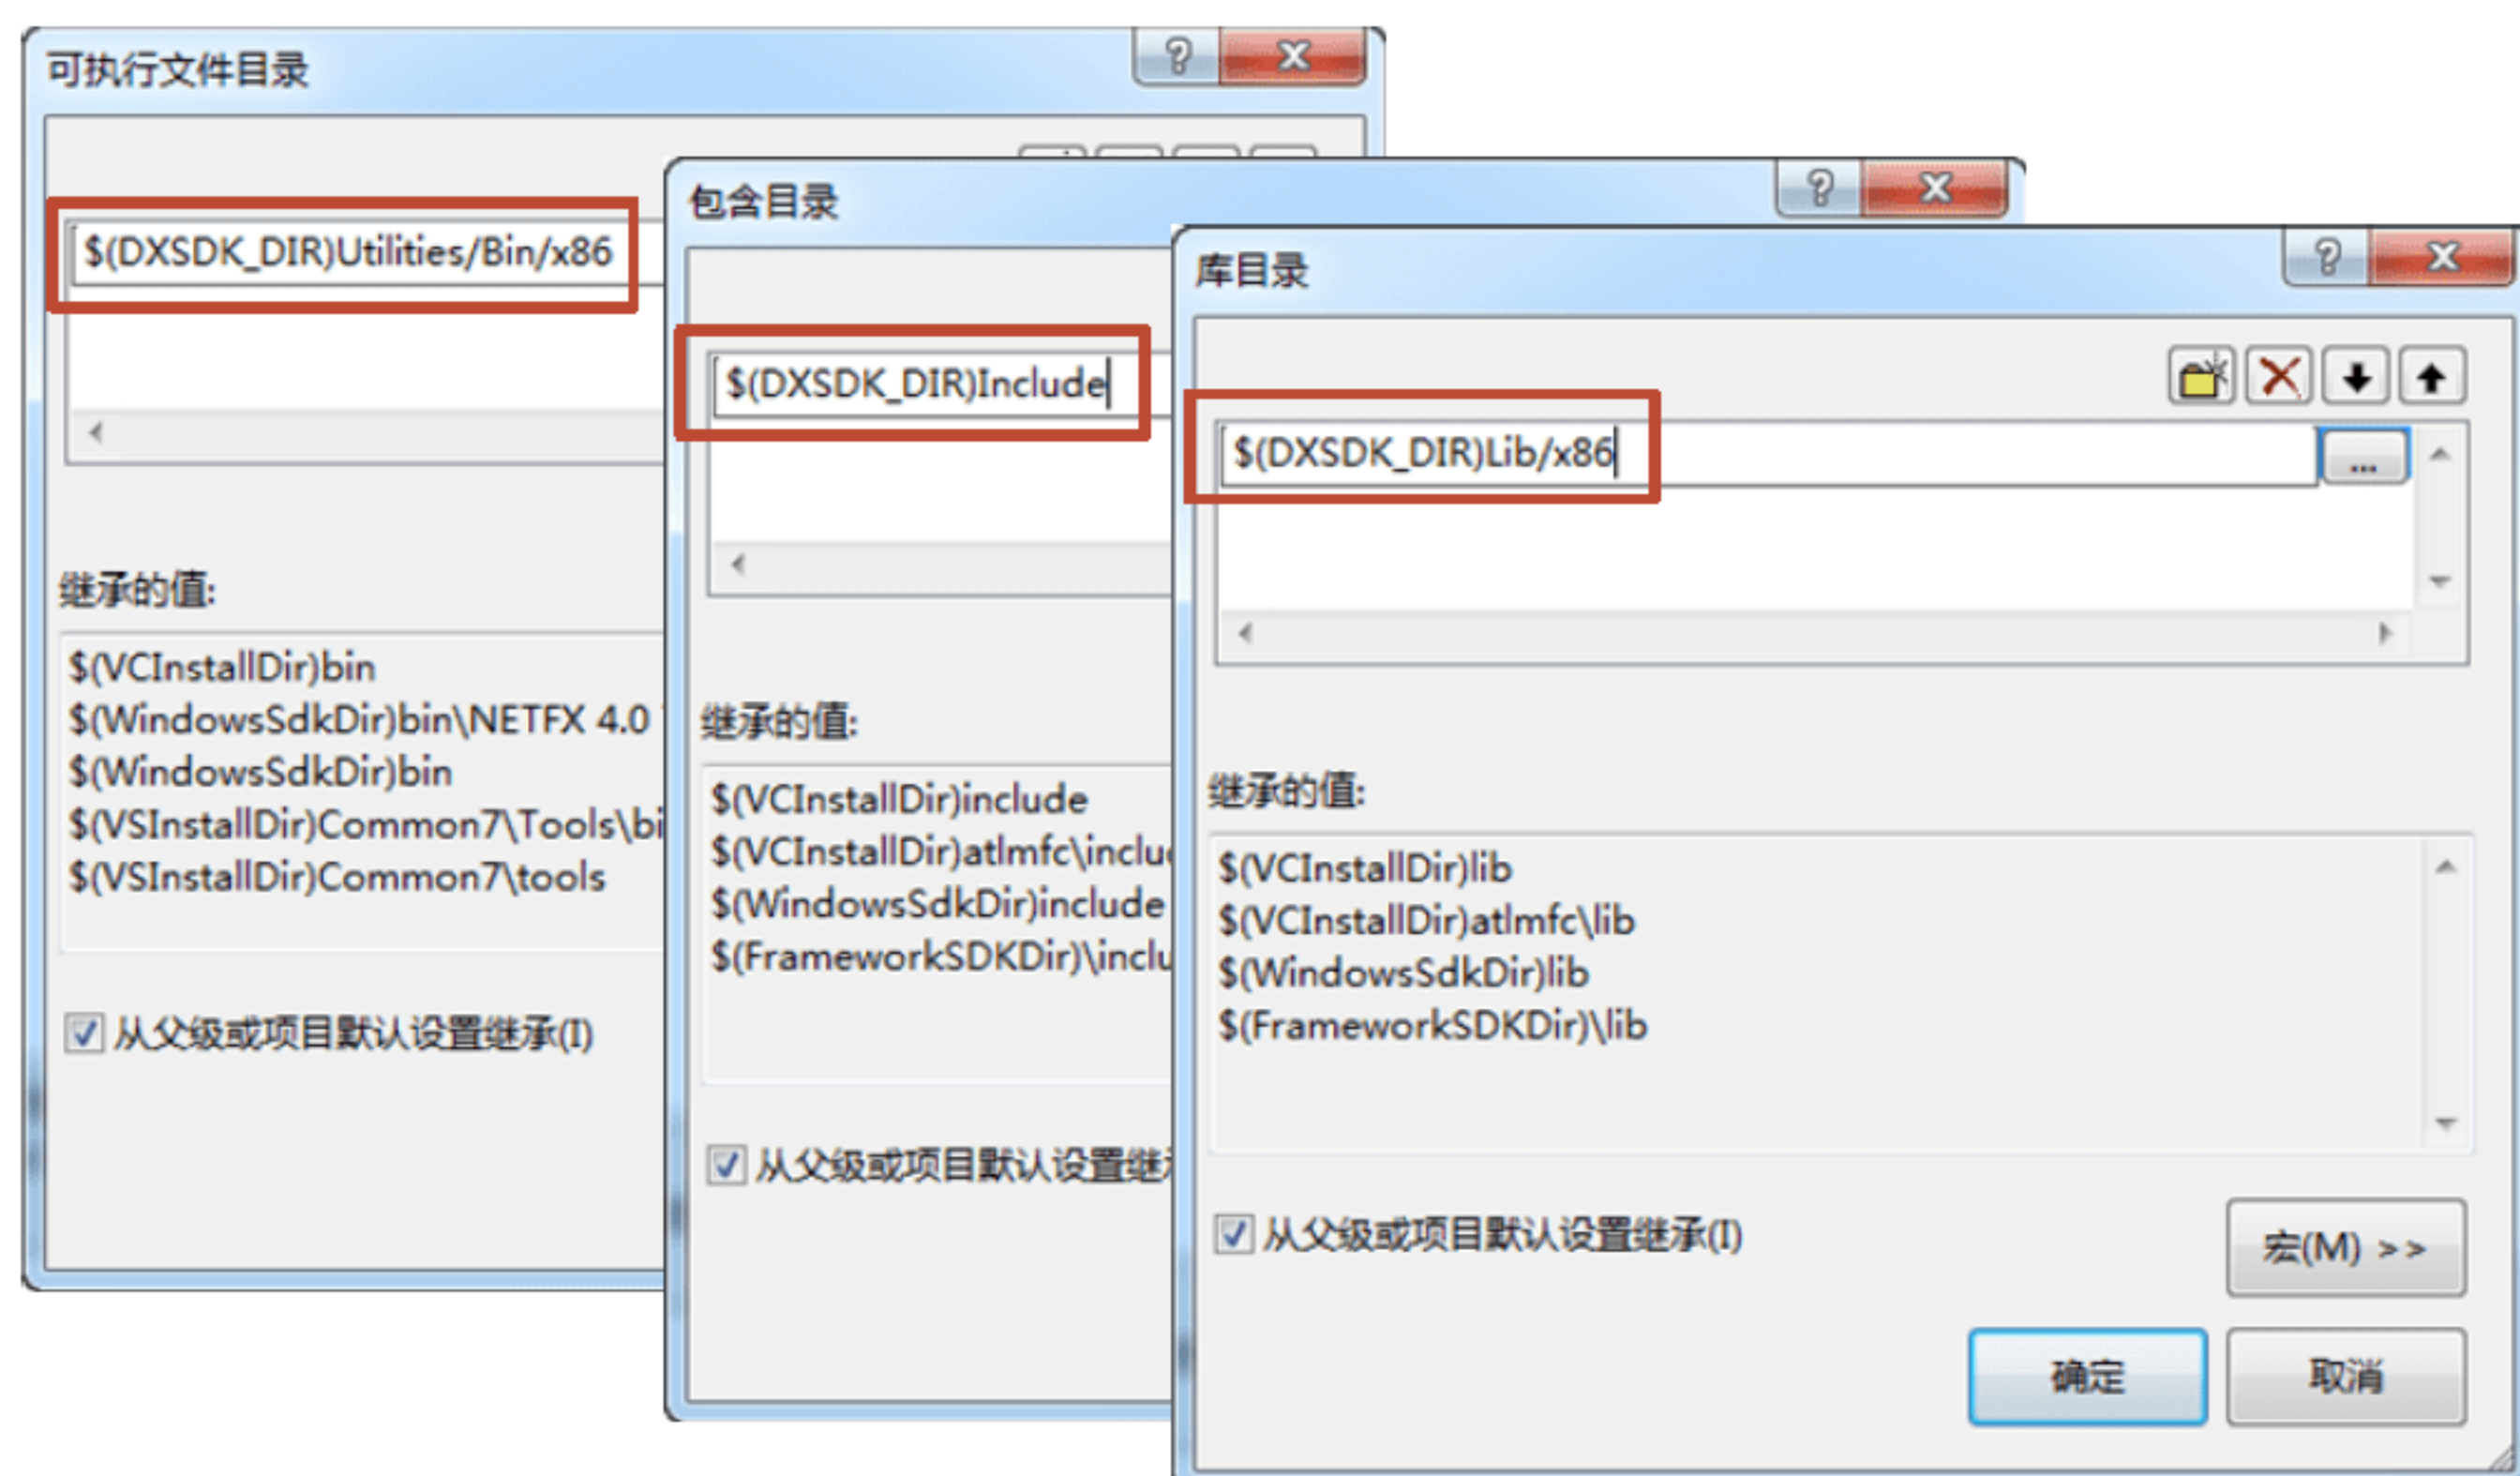 可执行文件目录
$(DXSDK_DIR)Utilities/Bin/x86
继承的值:
$(VCInstallDir)bin
$(WindowsSdkDir)bin\NETFX 4.0
$(WindowsSdkDir)bin
$(VSInstallDir)Common7\Tools\bi
$(VSInstallDir)Common7\tools
从父级或项目默认设置继承(I)
包含目录
$(DXSDK_DIR)Include
继承的值:
$(VCInstallDir)include
$(VCInstallDir)atlmfc\inclu
$(WindowsSdkDir)include
$(FrameworkSDKDir)\inclu
从父级或项目默认设置继
库目录
$(DXSDK_DIR)Lib/x86
...
继承的值:
$(VCInstallDir)lib
$(VCInstallDir)atlmfc\lib
$(WindowsSdkDir)lib
$(FrameworkSDKDir)\lib
从父级或项目默认设置继承(I)
宏(M) >>
确定
取消